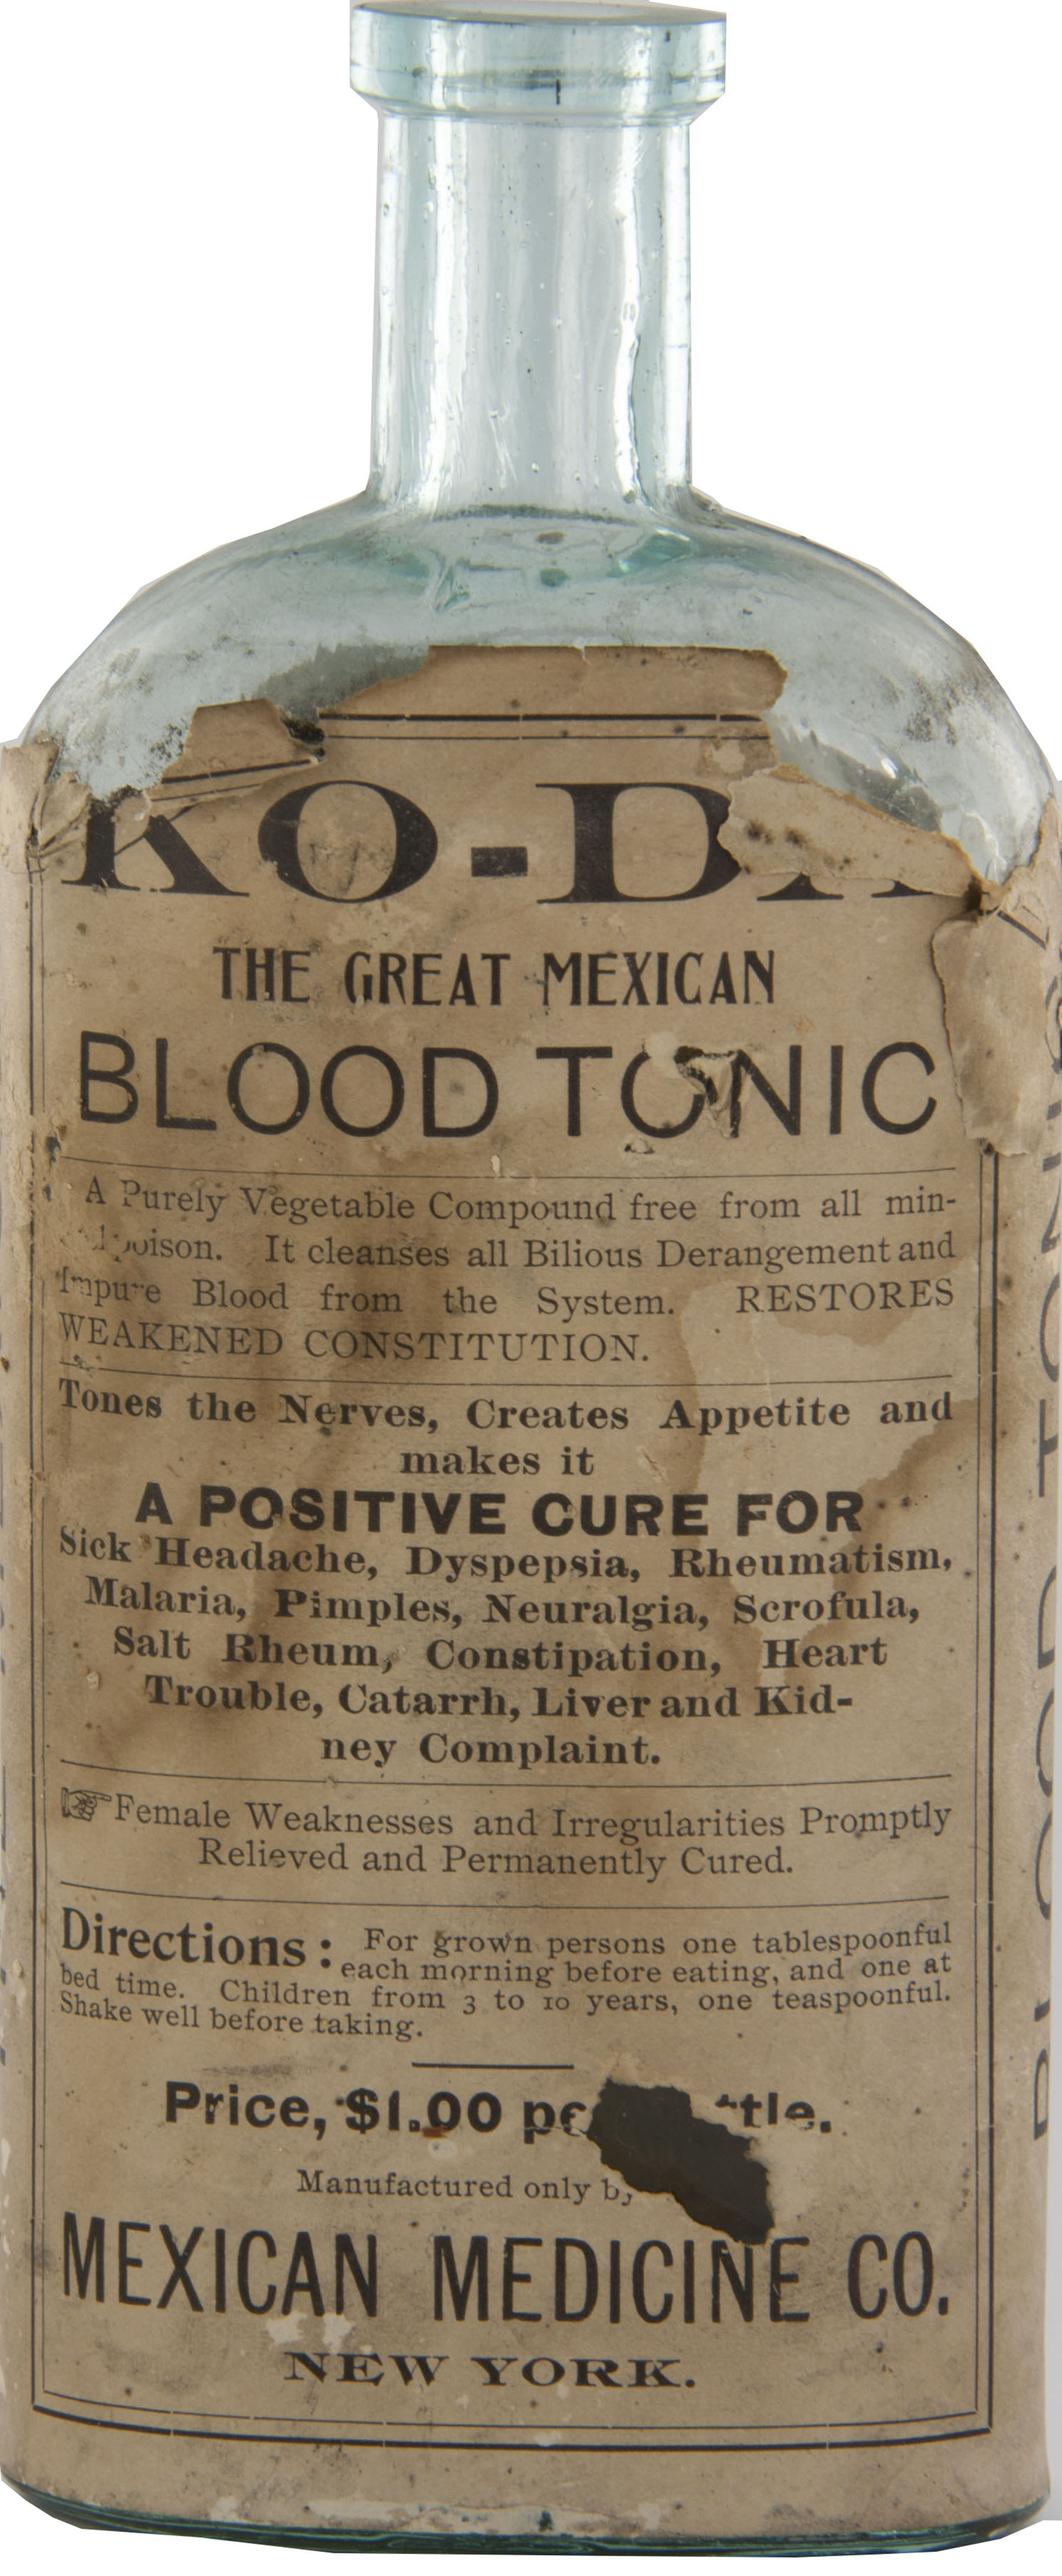 KO-DA
THE GREAT MEXICAN
BLOOD TONIC
A Purely Vegetable Compound free from all min-
poison. It cleanses all Bilious Derangement and
Impure Blood from the System. RESTORES
WEAKENED CONSTITUTION.
Tones the Nerves, Creates Appetite and
makes it
A POSITIVE CURE FOR
Sick Headache, Dyspepsia, Rheumatism,
Malaria, Pimples, Neuralgia, Scrofula,
Salt Rheum, Constipation, Heart
Trouble, Catarrh, Liver and Kid-
ney Complaint.
☞ Female Weaknesses and Irregularities Promptly
Relieved and Permanently Cured.
Directions: For grown persons one tablespoonful
each morning before eating, and one at
bed time. Children from 3 to 10 years, one teaspoonful.
Shake well before taking.
Price, $1.00
Manufactured only by
MEXICAN MEDICINE CO.
NEW YORK.
BLOOD TONIC